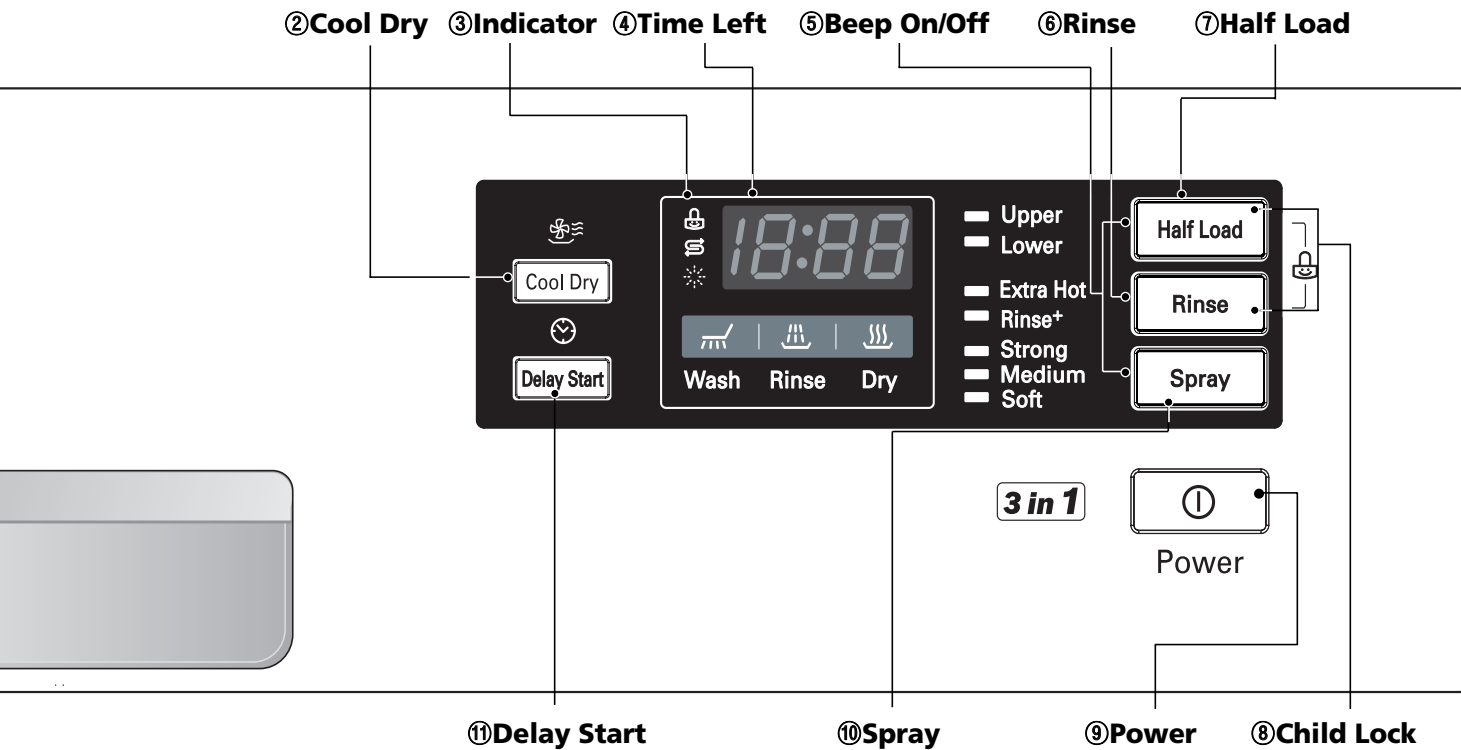 ②Cool Dry ③Indicator ④Time Left ⑤Beep On/Off ⑥Rinse ⑦Half Load
18:88
Cool Dry
Delay Start
Wash Rinse Dry
Upper
Lower
Extra Hot
Rinse+
Strong
Medium
Soft
Half Load
Rinse
Spray
3 in 1
Power
⑪Delay Start ⑩Spray ⑨Power ⑧Child Lock